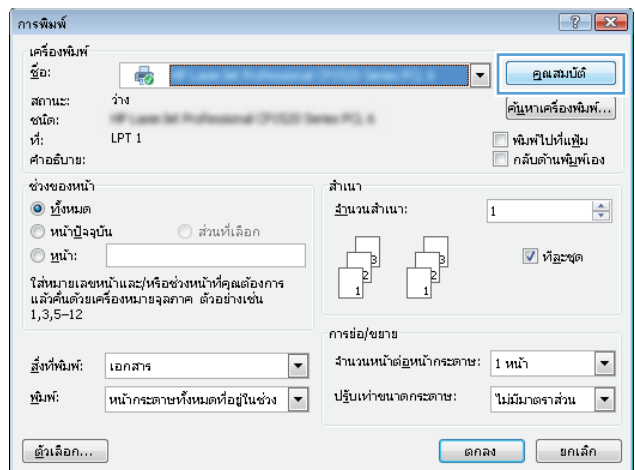 การพิมพ์
เครื่องพิมพ์
ชื่อ:
คุณสมบัติ
สถานะ: ว่าง
ชนิด:
ค้นหาเครื่องพิมพ์...
ที่: LPT 1
พิมพ์ไปที่แฟ้ม
คำอธิบาย:
กลับด้านพิมพ์เอง
ช่วงของหน้า
ทั้งหมด
หน้าปัจจุบัน ส่วนที่เลือก
หน้า:
ใส่หมายเลขหน้าและ/หรือช่วงหน้าที่คุณต้องการ
แล้วคั่นด้วยเครื่องหมายจุลภาค ตัวอย่างเช่น
1,3,5–12
สำเนา
จำนวนสำเนา: 1
1 2 3 1 2 3
ทีละชุด
สิ่งที่พิมพ์: เอกสาร
พิมพ์: หน้ากระดาษทั้งหมดที่อยู่ในช่วง
การย่อ/ขยาย
จำนวนหน้าต่อหน้ากระดาษ: 1 หน้า
ปรับเท่าขนาดกระดาษ: ไม่มีมาตราส่วน
ตัวเลือก...
ตกลง ยกเลิก